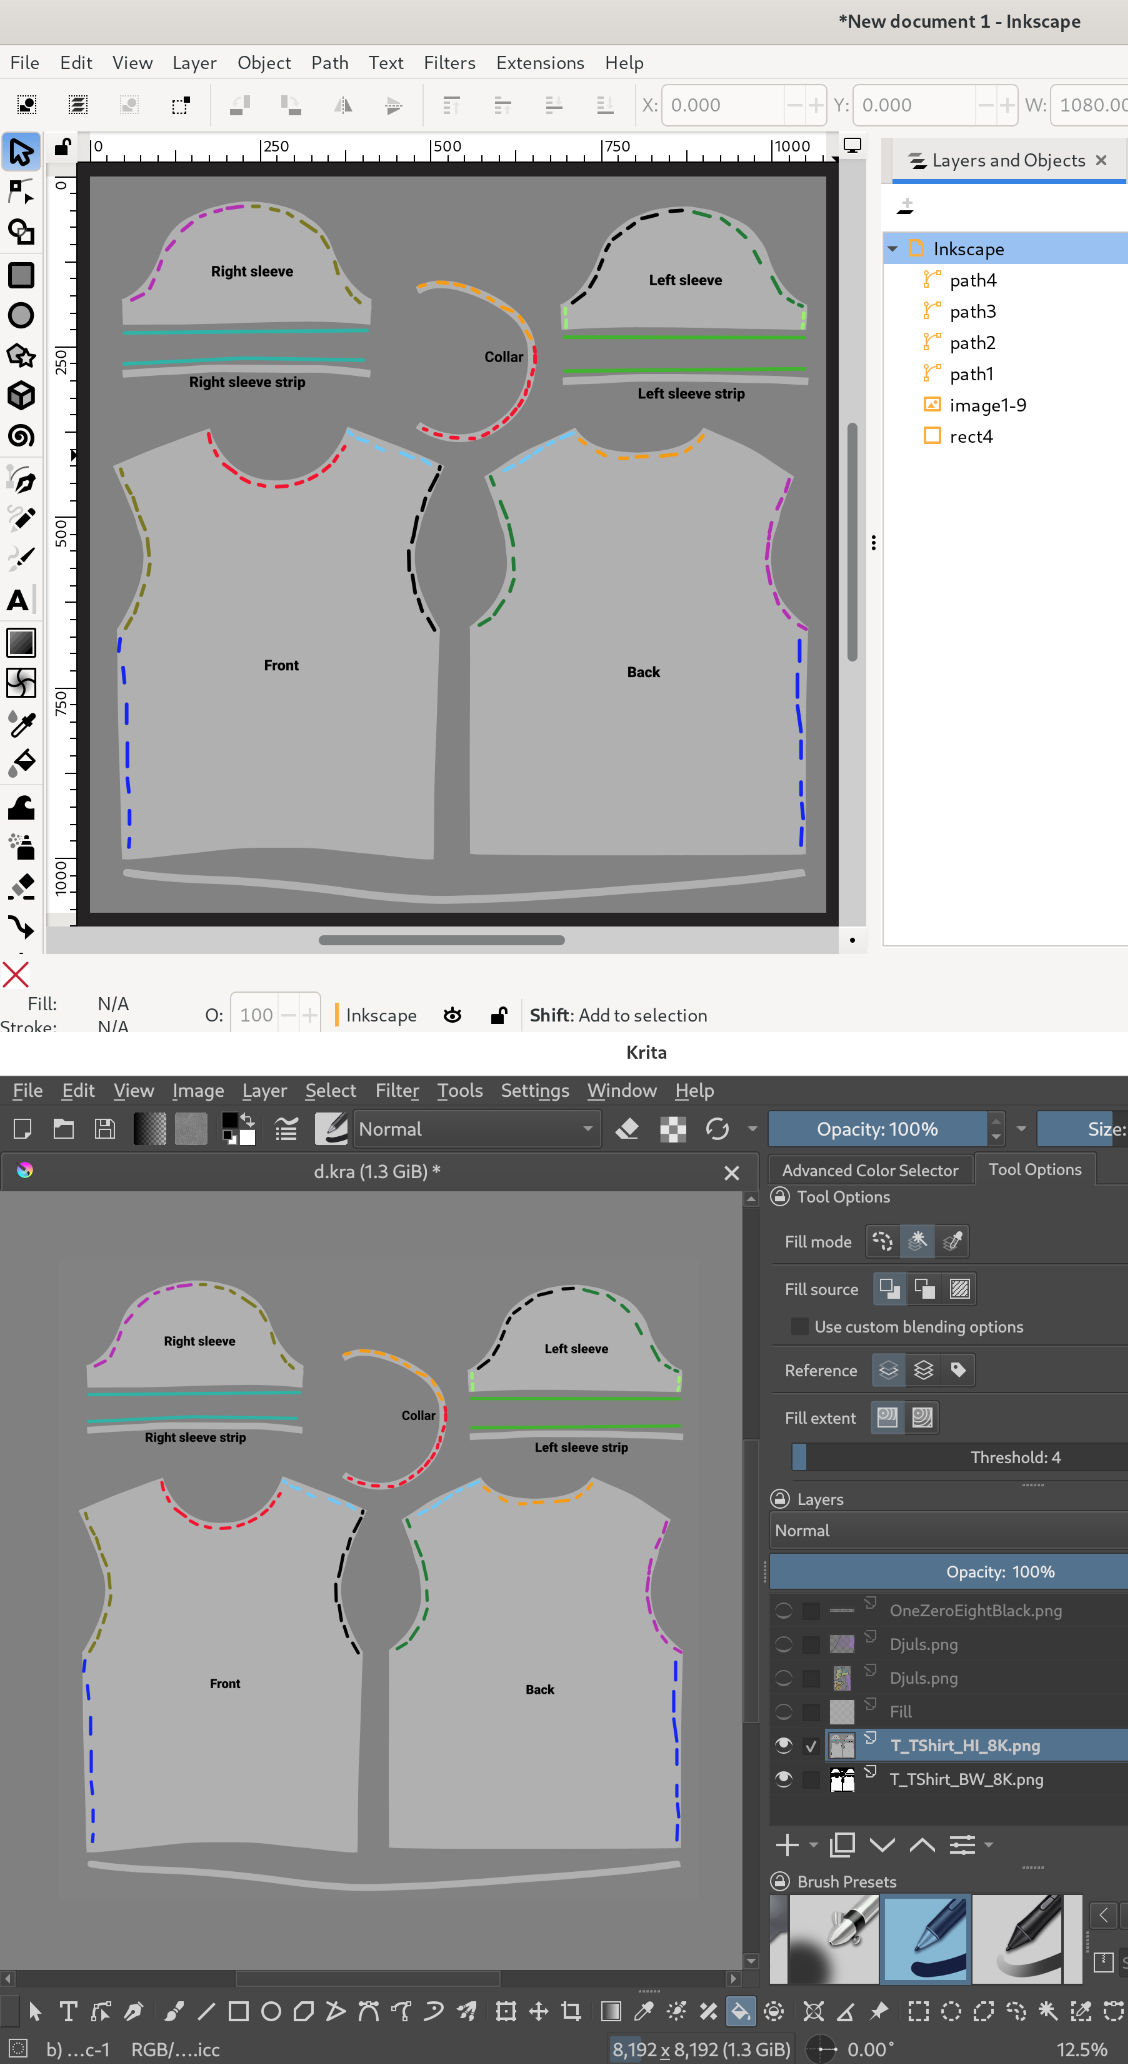 *New document 1 - Inkscape
File Edit View Layer Object Path Text Filters Extensions Help
X: 0.000 Y: 0.000 W: 1080.00
0 250 500 750 1000
Layers and Objects
0
250
500
750
1000
Right sleeve
Left sleeve
Collar
Right sleeve strip
Left sleeve strip
Front
Back
Inkscape
path4
path3
path2
path1
image1-9
rect4
Fill: N/A
Stroke: N/A
O: 100
Inkscape
Shift: Add to selection
Krita
File Edit View Image Layer Select Filter Tools Settings Window Help
Normal
Opacity: 100%
Size:
d.kra (1.3 GiB) *
Advanced Color Selector
Tool Options
Tool Options
Fill mode
Fill source
Use custom blending options
Reference
Fill extent
Threshold: 4
Right sleeve
Left sleeve
Collar
Right sleeve strip
Left sleeve strip
Front
Back
Layers
Normal
Opacity: 100%
OneZeroEightBlack.png
Djuls.png
Djuls.png
Fill
T_TShirt_HI_8K.png
T_TShirt_BW_8K.png
Brush Presets
b) ...c-1 RGB/....icc 8,192 x 8,192 (1.3 GiB) 0.00° 12.5%